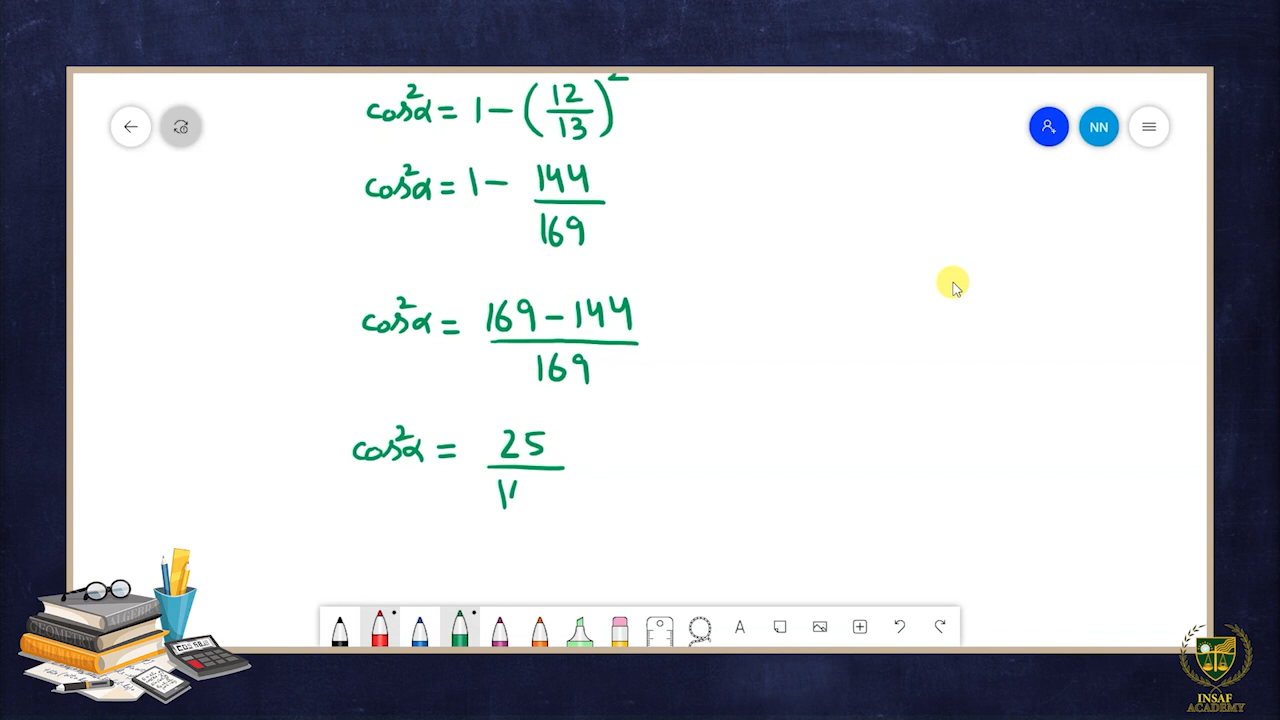 cos²α = 1 - (12/13)²
NN
cos²α = 1 - 144/169
cos²α = 169 - 144/169
cos²α = 25/1
A
GEOMETRY
INSAF
ACADEMY